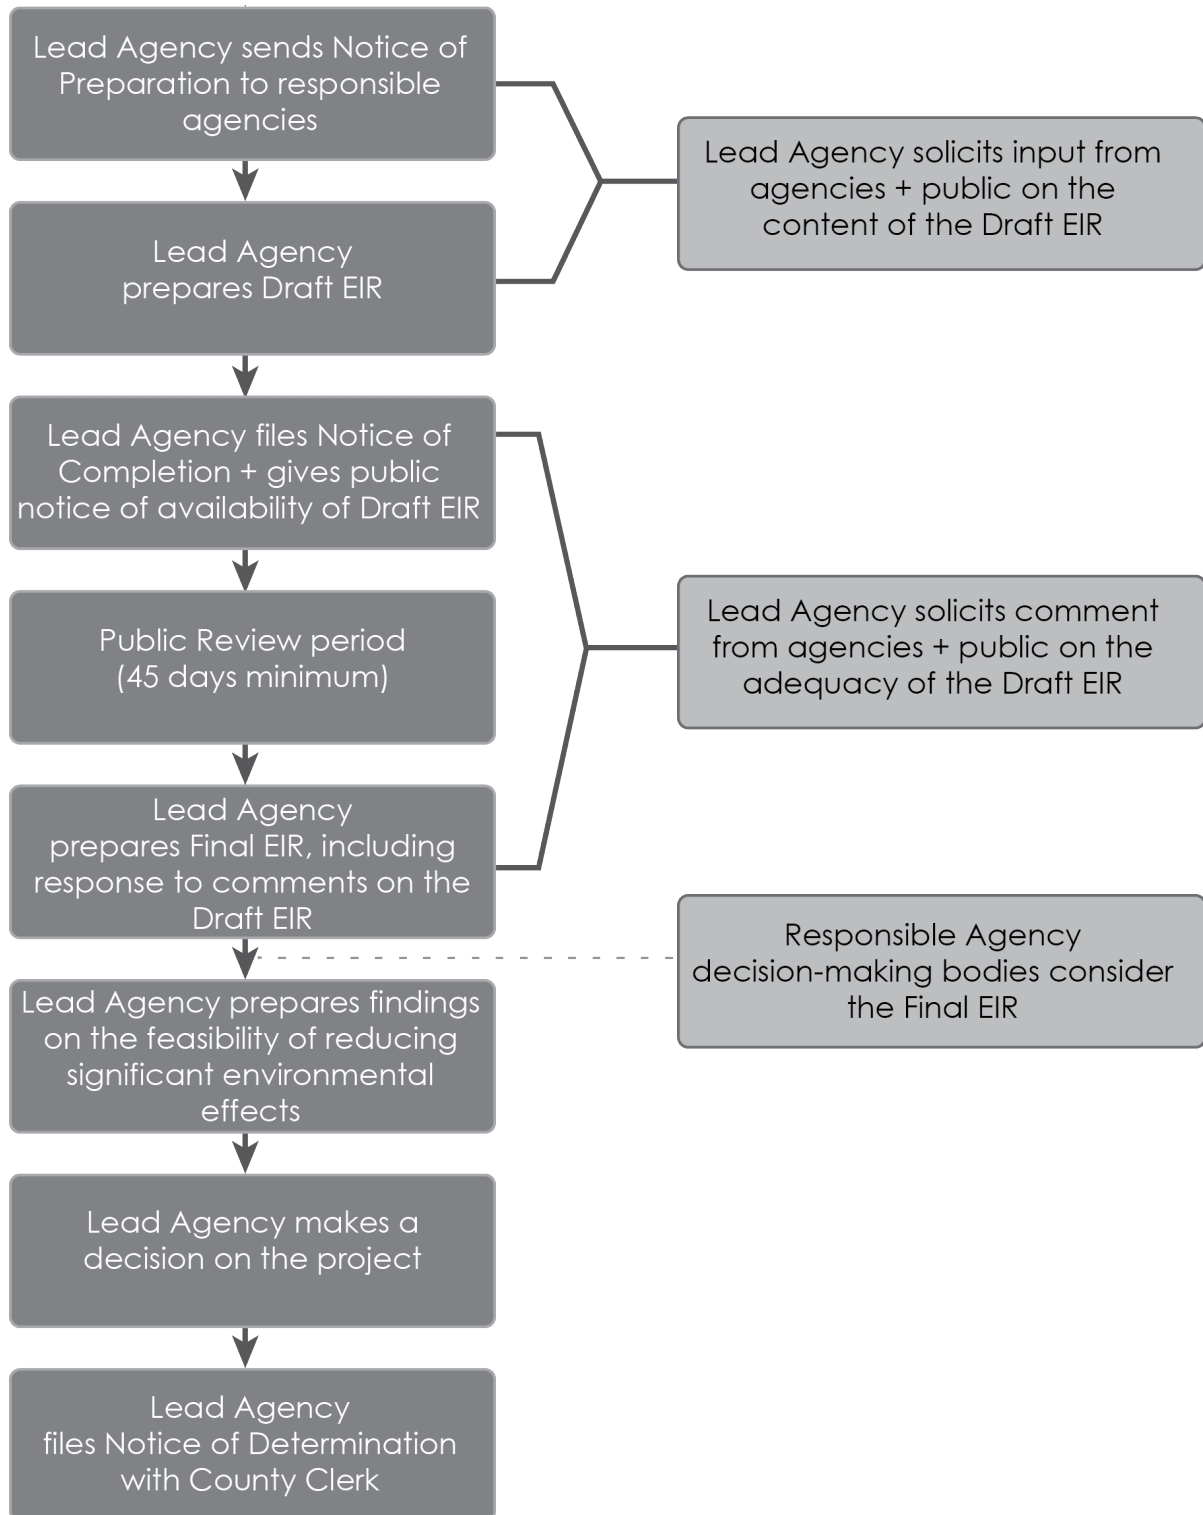 Lead Agency sends Notice of
Preparation to responsible
agencies
Lead Agency solicits input from
agencies + public on the
content of the Draft EIR
Lead Agency
prepares Draft EIR
Lead Agency files Notice of
Completion + gives public
notice of availability of Draft EIR
Public Review period
(45 days minimum)
Lead Agency solicits comment
from agencies + public on the
adequacy of the Draft EIR
Lead Agency
prepares Final EIR, including
response to comments on the
Draft EIR
Responsible Agency
decision-making bodies consider
the Final EIR
Lead Agency prepares findings
on the feasibility of reducing
significant environmental
effects
Lead Agency makes a
decision on the project
Lead Agency
files Notice of Determination
with County Clerk